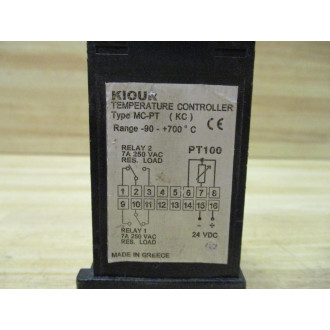 KIOUR
TEMPERATURE CONTROLLER
Type MC-PT ( KC )
Range -90 - +700 ° C CE
RELAY 2
7A 250 VAC
RES. LOAD
PT100
1 2 3 4 5 6 7 8
9 10 11 12 13 14 15 16
RELAY 1
7A 250 VAC
RES. LOAD
- +
24 VDC
MADE IN GREECE